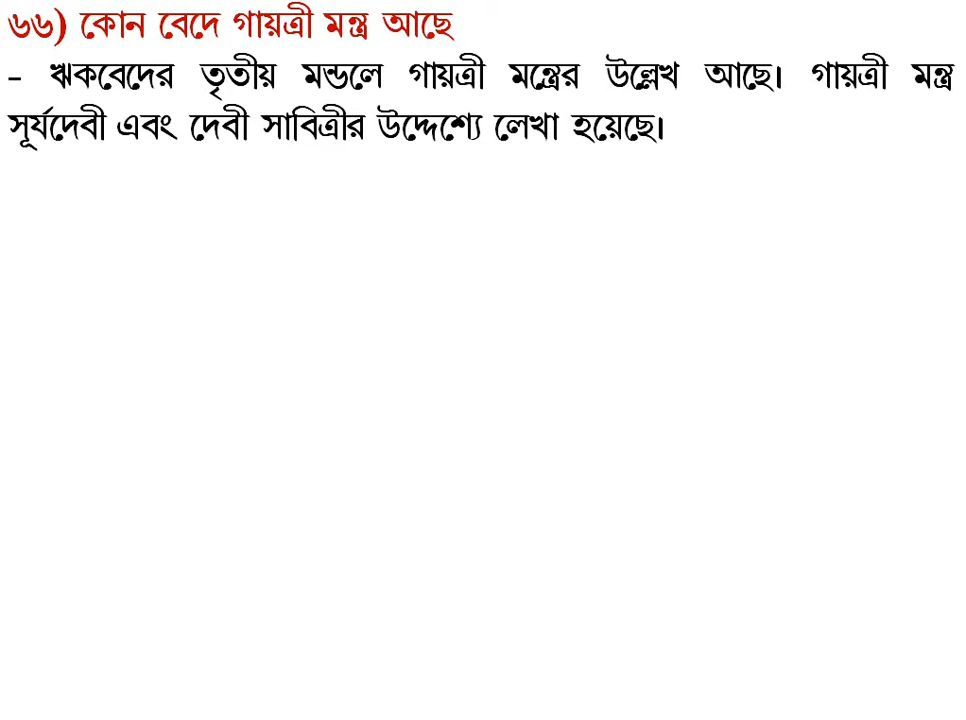 ৬৬) কোন বেদে গায়ত্রী মন্ত্র আছে
- ঋকবেদের তৃতীয় মন্ডলে গায়ত্রী মন্ত্রের উল্লেখ আছে। গায়ত্রী মন্ত্র
সূর্যদেবী এবং দেবী সাবিত্রীর উদ্দেশ্যে লেখা হয়েছে।